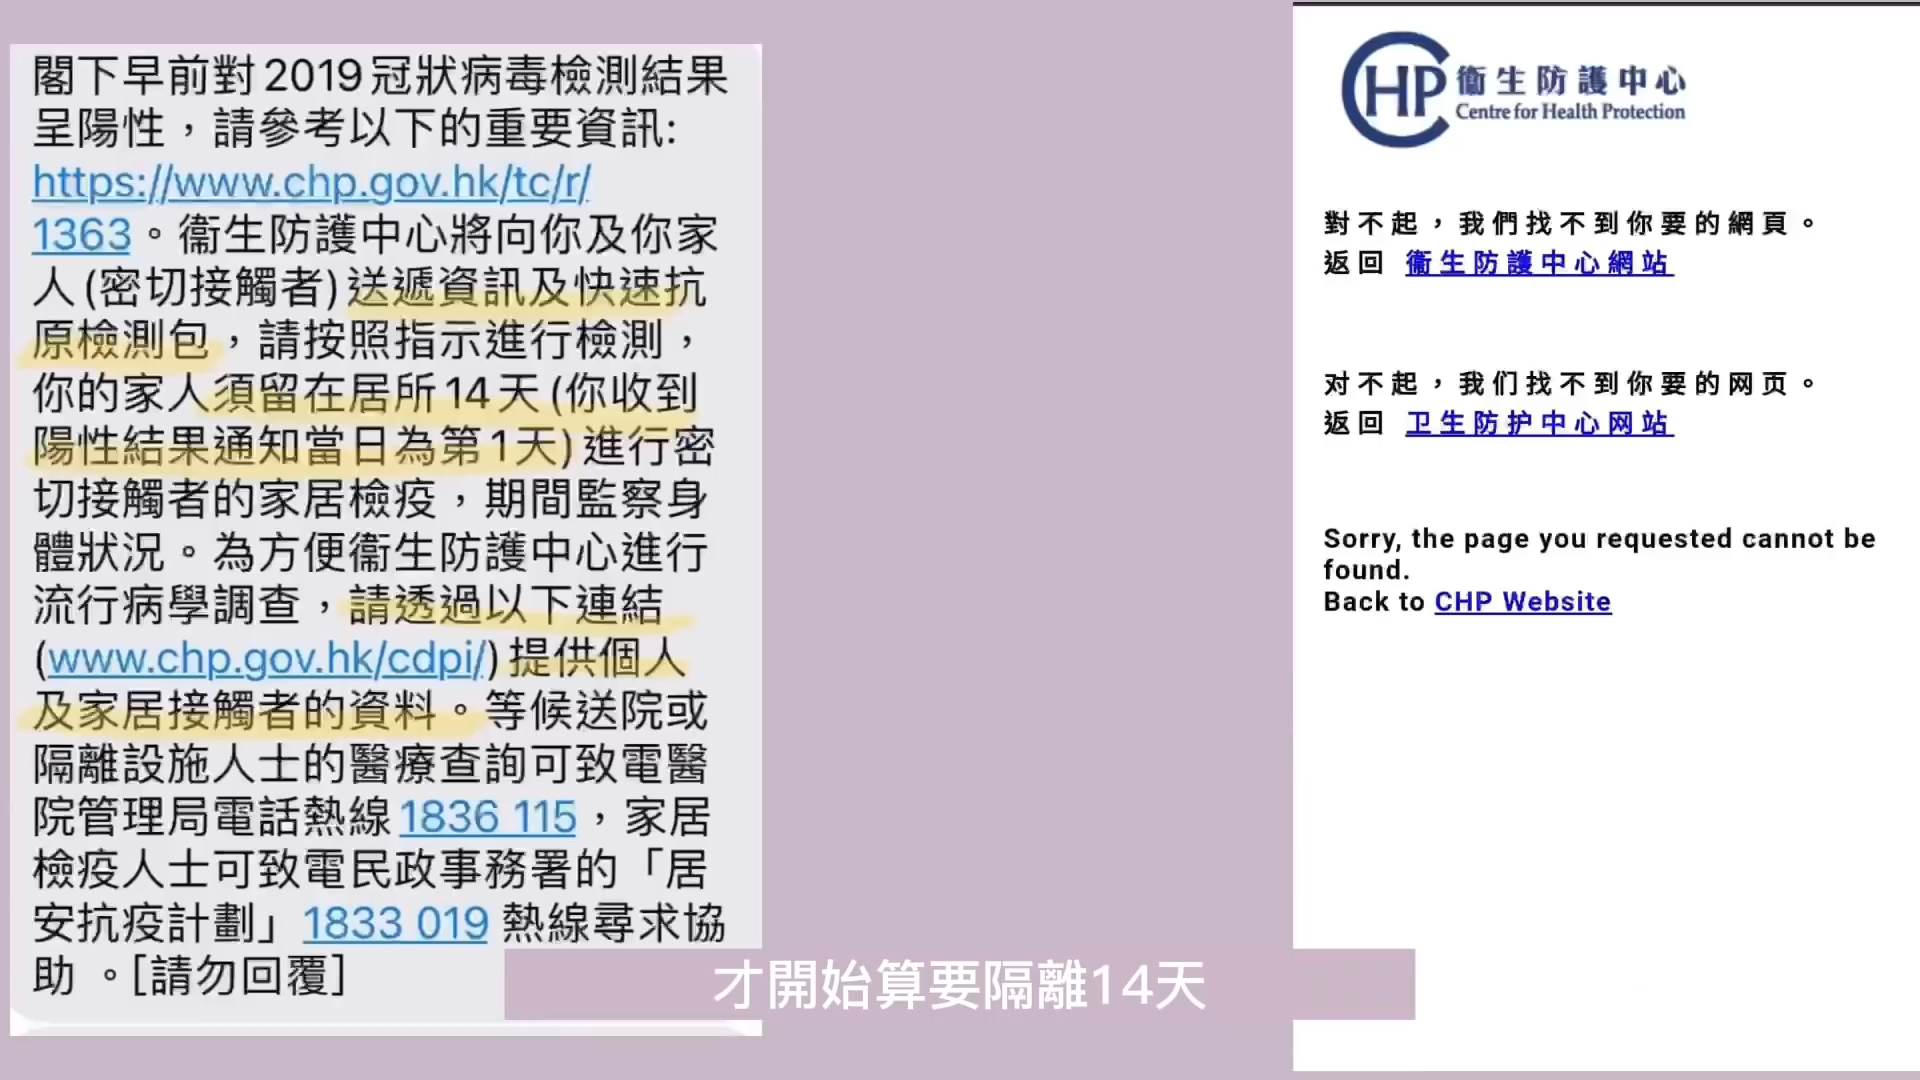 閣下早前對2019冠狀病毒檢測結果
呈陽性，請參考以下的重要資訊:
https://www.chp.gov.hk/tc/r/
1363。衞生防護中心將向你及你家
人(密切接觸者)送遞資訊及快速抗
原檢測包，請按照指示進行檢測，
你的家人須留在居所14天(你收到
陽性結果通知當日為第1天)進行密
切接觸者的家居檢疫，期間監察身
體狀況。為方便衞生防護中心進行
流行病學調查，請透過以下連結
(www.chp.gov.hk/cdpi/)提供個人
及家居接觸者的資料。等候送院或
隔離設施人士的醫療查詢可致電醫
院管理局電話熱線1836 115，家居
檢疫人士可致電民政事務署的「居
安抗疫計劃」1833 019熱線尋求協
助。[請勿回覆]
CHP 衞生防護中心
Centre for Health Protection
對不起，我們找不到你要的網頁。
返回 衞生防護中心網站
对不起，我们找不到你要的网页。
返回 卫生防护中心网站
Sorry, the page you requested cannot be
found.
Back to CHP Website
才開始算要隔離14天